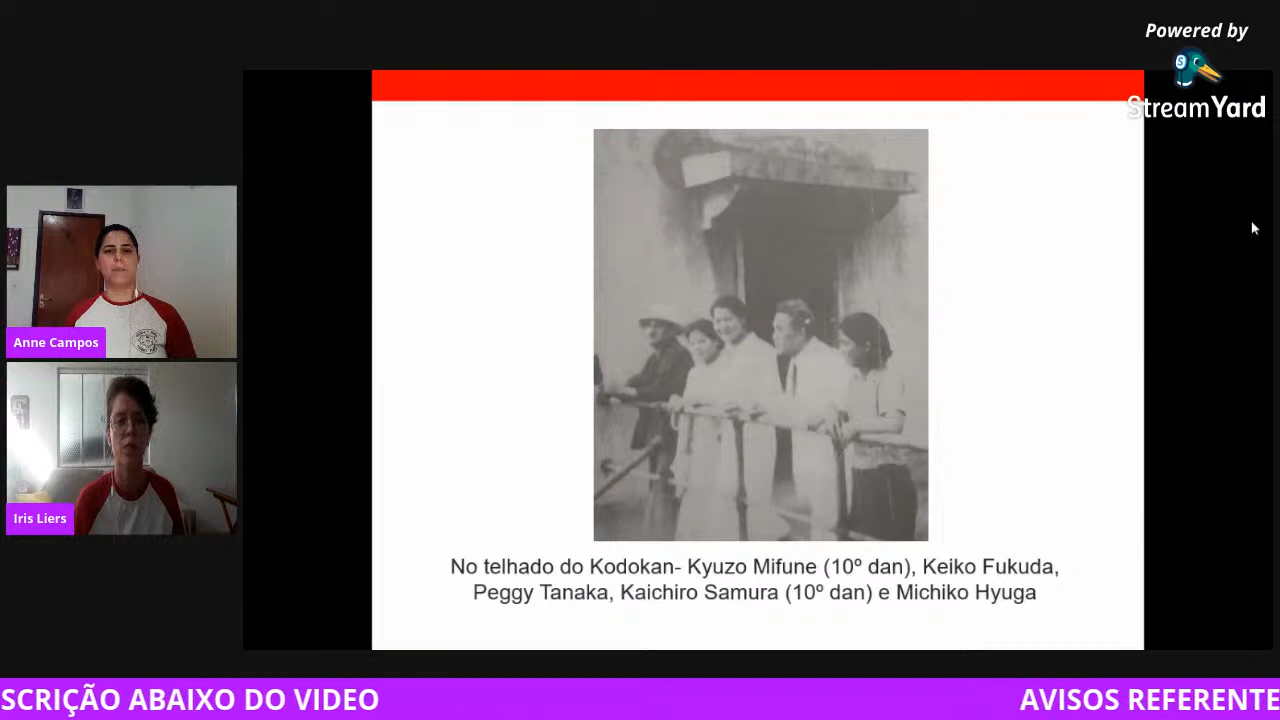 Powered by
StreamYard
Anne Campos
Iris Liers
No telhado do Kodokan- Kyuzo Mifune (10º dan), Keiko Fukuda,
Peggy Tanaka, Kaichiro Samura (10º dan) e Michiko Hyuga
SCRIÇÃO ABAIXO DO VIDEO
AVISOS REFERENTE